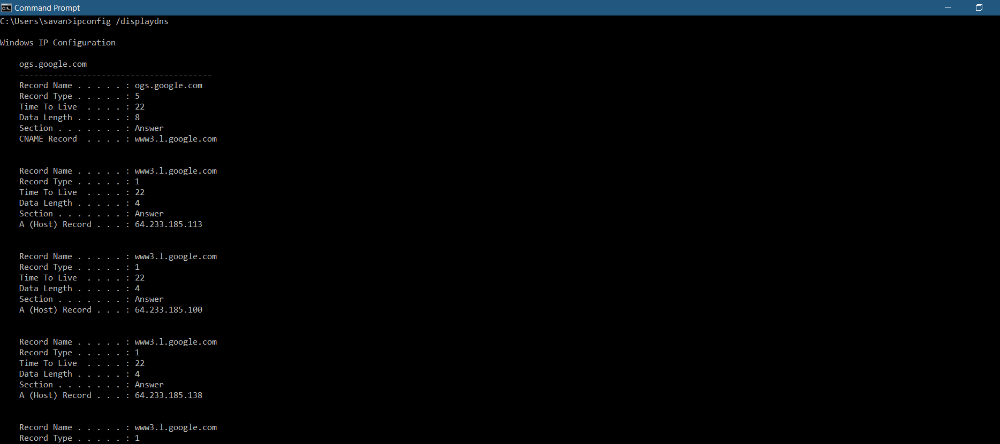 Command Prompt
C:\Users\savan>ipconfig /displaydns
Windows IP Configuration
ogs.google.com
----------------------------------------
Record Name . . . . . : ogs.google.com
Record Type . . . . . : 5
Time To Live  . . . . : 22
Data Length . . . . . : 8
Section . . . . . . . : Answer
CNAME Record  . . . . : www3.l.google.com
Record Name . . . . . : www3.l.google.com
Record Type . . . . . : 1
Time To Live  . . . . : 22
Data Length . . . . . : 4
Section . . . . . . . : Answer
A (Host) Record . . . : 64.233.185.113
Record Name . . . . . : www3.l.google.com
Record Type . . . . . : 1
Time To Live  . . . . : 22
Data Length . . . . . : 4
Section . . . . . . . : Answer
A (Host) Record . . . : 64.233.185.100
Record Name . . . . . : www3.l.google.com
Record Type . . . . . : 1
Time To Live  . . . . : 22
Data Length . . . . . : 4
Section . . . . . . . : Answer
A (Host) Record . . . : 64.233.185.138
Record Name . . . . . : www3.l.google.com
Record Type . . . . . : 1